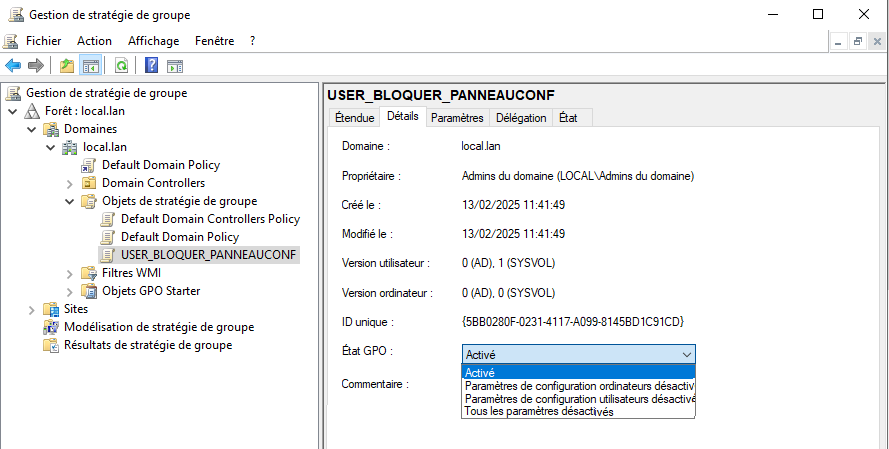 Gestion de stratégie de groupe
Fichier Action Affichage Fenêtre ?
Gestion de stratégie de groupe
Forêt : local.lan
Domaines
local.lan
Default Domain Policy
Domain Controllers
Objets de stratégie de groupe
Default Domain Controllers Policy
Default Domain Policy
USER_BLOQUER_PANNEAUCONF
Filtres WMI
Objets GPO Starter
Sites
Modélisation de stratégie de groupe
Résultats de stratégie de groupe
USER_BLOQUER_PANNEAUCONF
Étendue Détails Paramètres Délégation État
Domaine : local.lan
Propriétaire : Admins du domaine (LOCAL\Admins du domaine)
Créé le : 13/02/2025 11:41:49
Modifié le : 13/02/2025 11:41:49
Version utilisateur : 0 (AD), 1 (SYSVOL)
Version ordinateur : 0 (AD), 0 (SYSVOL)
ID unique : {5BB0280F-0231-4117-A099-8145BD1C91CD}
État GPO : Activé
Activé
Paramètres de configuration ordinateurs désactiv
Commentaire : Paramètres de configuration utilisateurs désactivé
Tous les paramètres désactivés